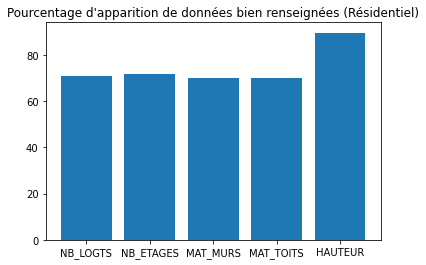 Pourcentage d'apparition de données bien renseignées (Résidentiel)
80
60
40
20
0
NB_LOGTS NB_ETAGES MAT_MURS MAT_TOITS HAUTEUR